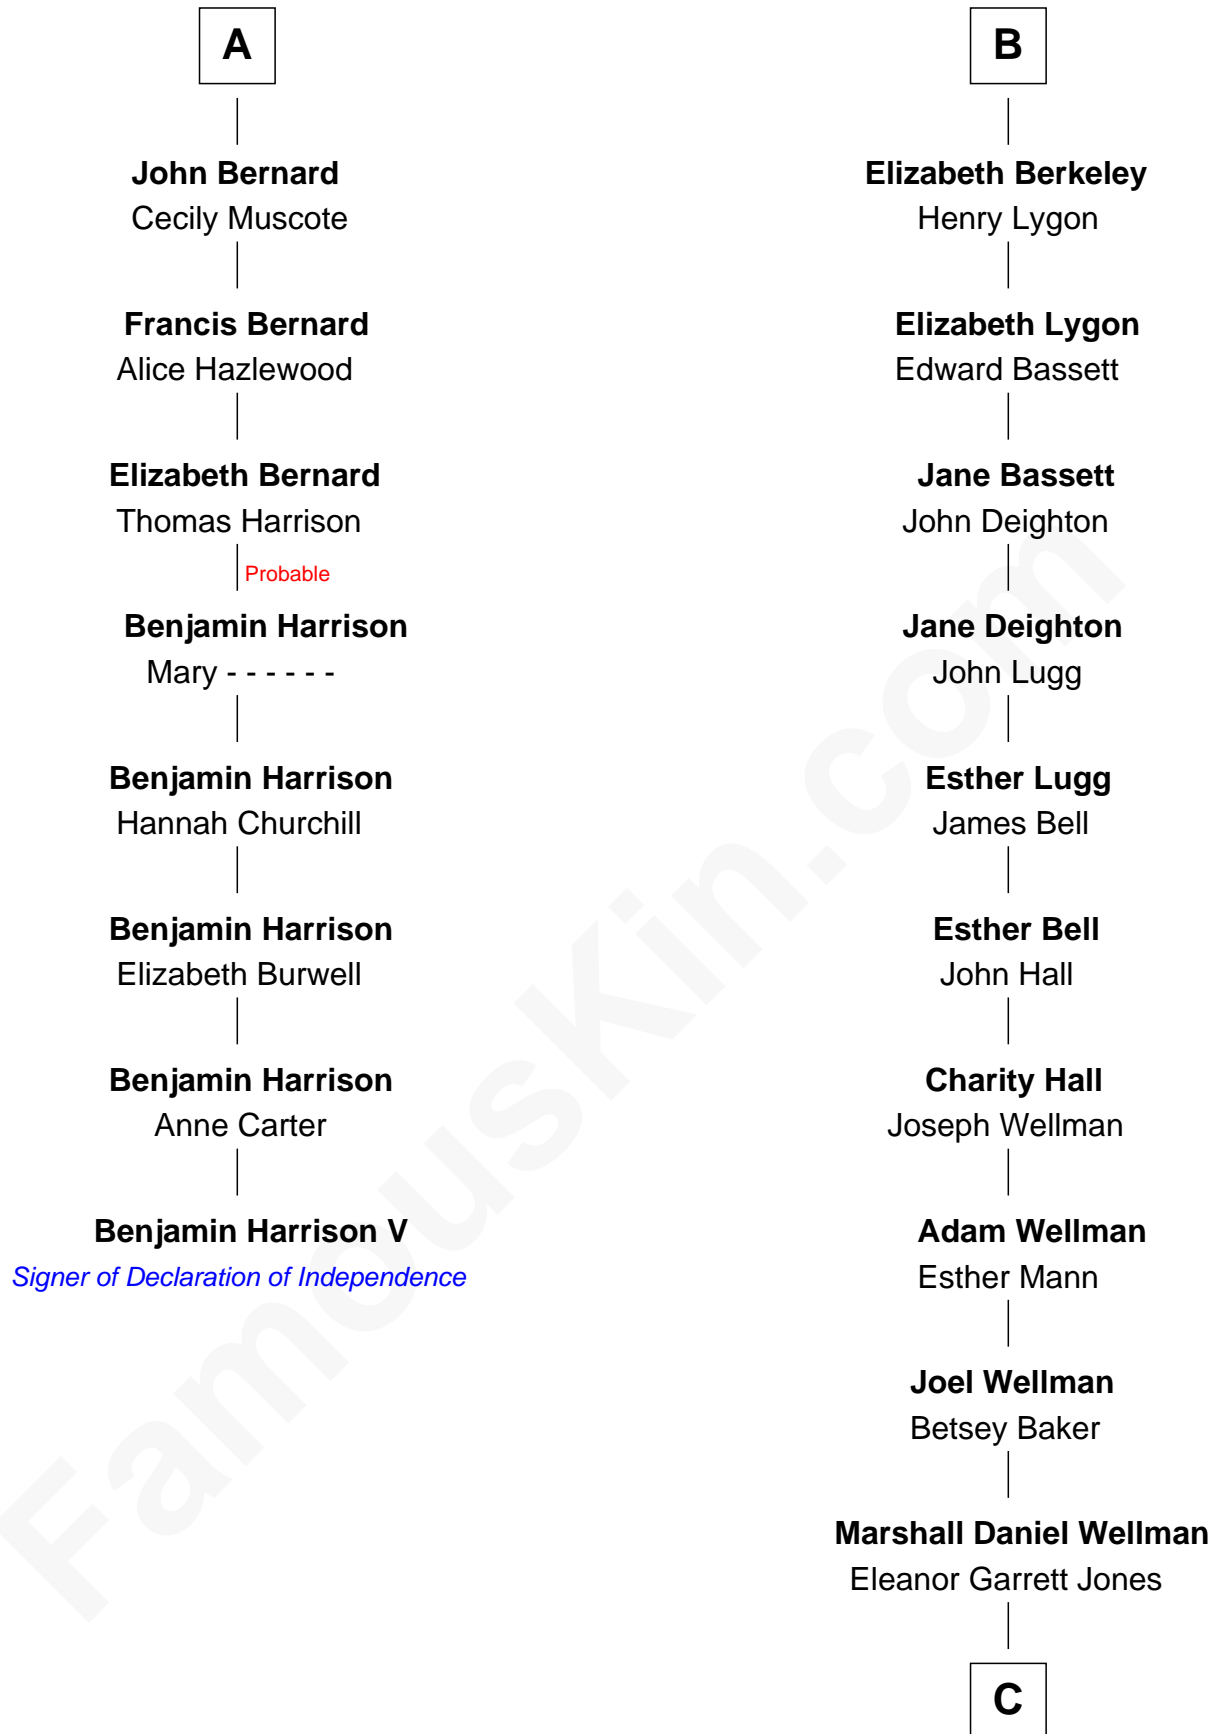 A
John Bernard
Cecily Muscote
Francis Bernard
Alice Hazlewood
Elizabeth Bernard
Thomas Harrison
Probable
Benjamin Harrison
Mary - - - - - -
Benjamin Harrison
Hannah Churchill
Benjamin Harrison
Elizabeth Burwell
Benjamin Harrison
Anne Carter
Benjamin Harrison V
Signer of Declaration of Independence
B
Elizabeth Berkeley
Henry Lygon
Elizabeth Lygon
Edward Bassett
Jane Bassett
John Deighton
Jane Deighton
John Lugg
Esther Lugg
James Bell
Esther Bell
John Hall
Charity Hall
Joseph Wellman
Adam Wellman
Esther Mann
Joel Wellman
Betsey Baker
Marshall Daniel Wellman
Eleanor Garrett Jones
C
FamousKin.com